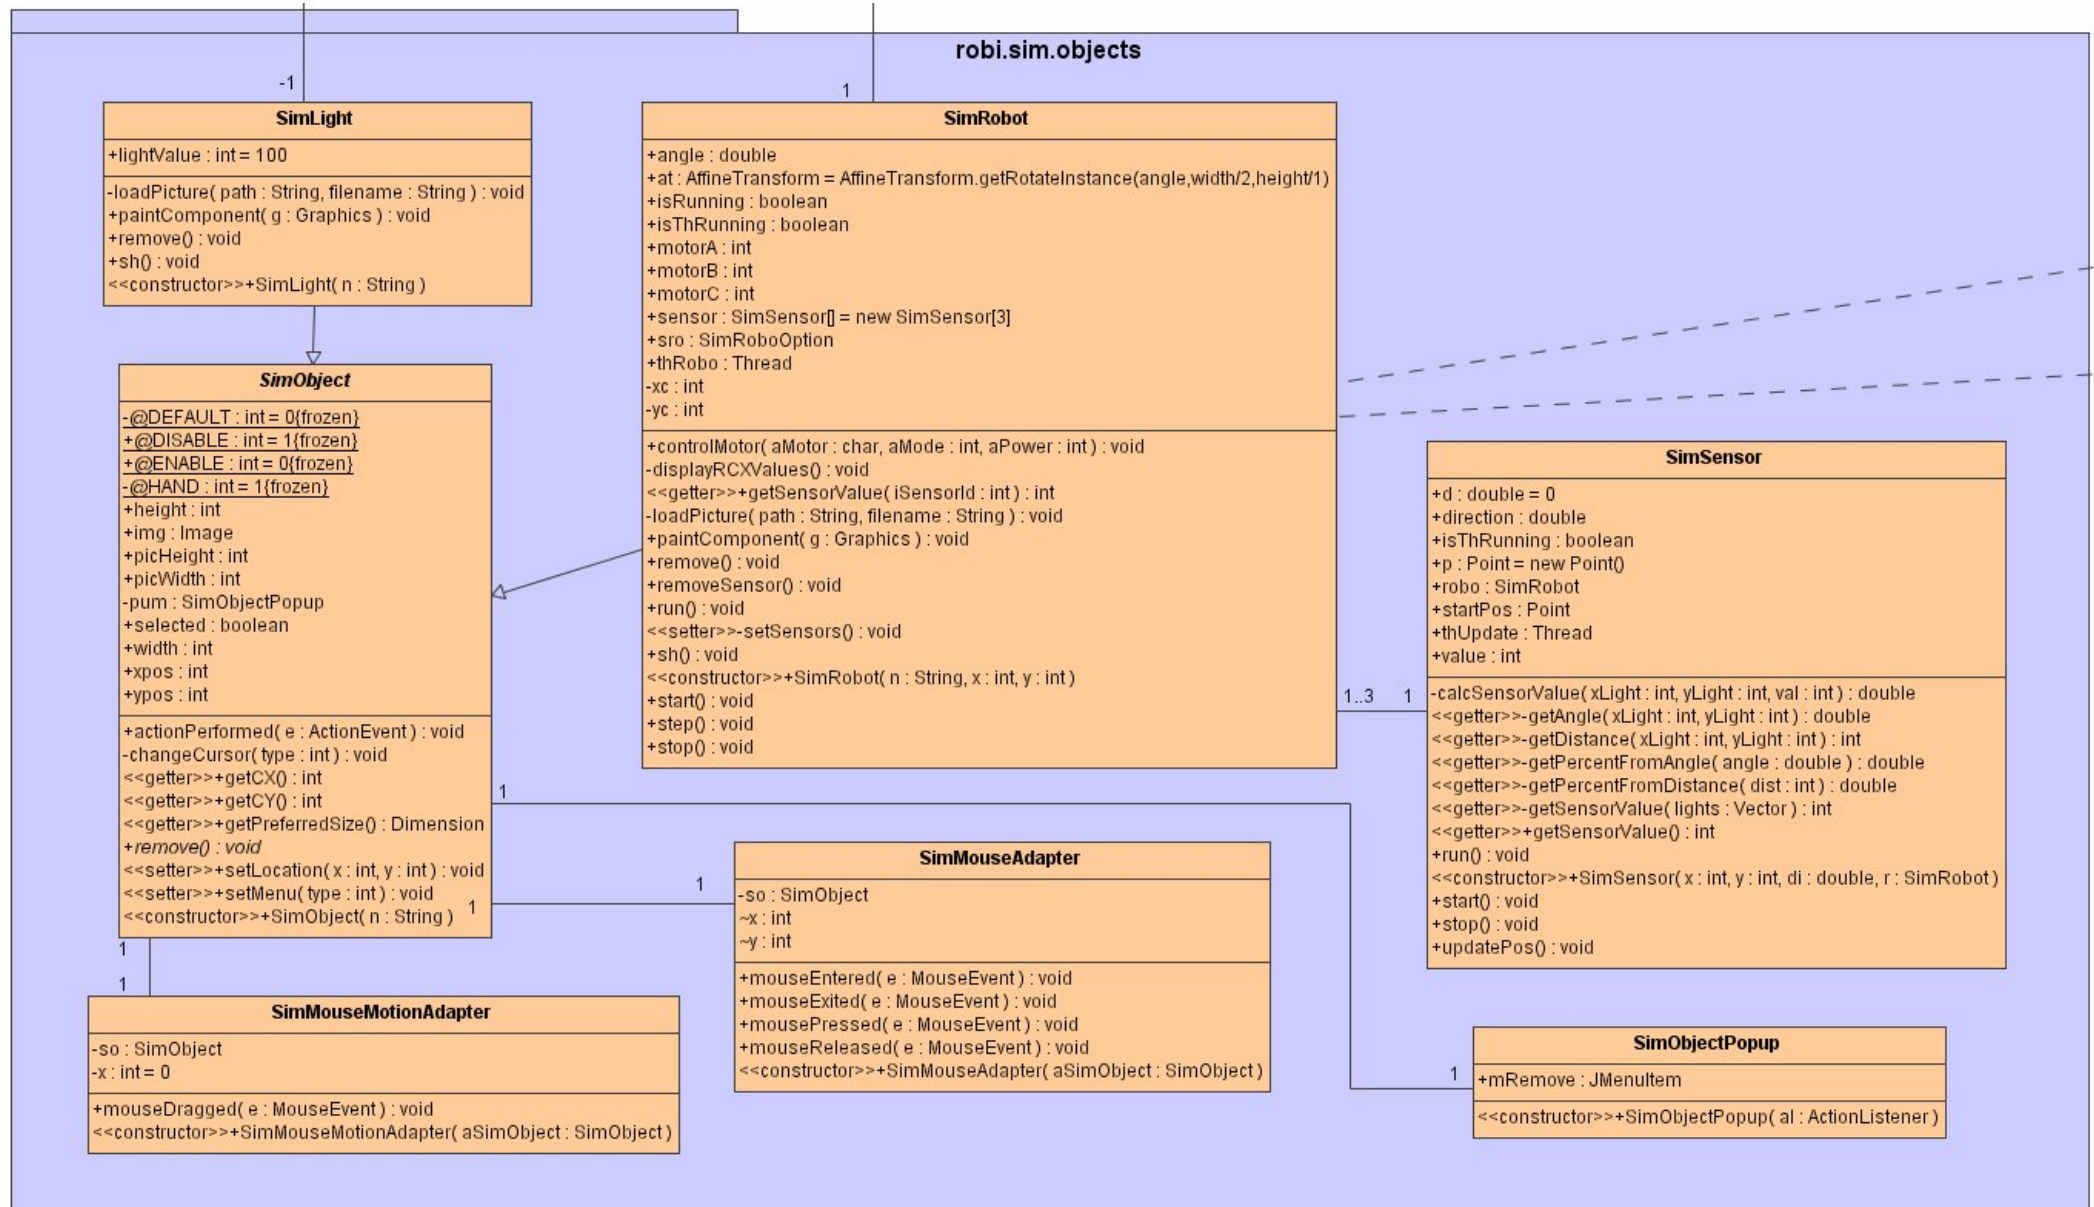 robi.sim.objects
-1
SimLight
+lightValue : int = 100
-loadPicture( path : String, filename : String ) : void
+paintComponent( g : Graphics ) : void
+remove() : void
+sh() : void
<<constructor>>+SimLight( n : String )
1
SimRobot
+angle : double
+at : AffineTransform = AffineTransform.getRotateInstance(angle,width/2,height/1)
+isRunning : boolean
+isThRunning : boolean
+motorA : int
+motorB : int
+motorC : int
+sensor : SimSensor[] = new SimSensor[3]
+sro : SimRoboOption
+thRobo : Thread
-xc : int
-yc : int
+controlMotor( aMotor : char, aMode : int, aPower : int ) : void
-displayRCXValues() : void
<<getter>>+getSensorValue( iSensorId : int ) : int
-loadPicture( path : String, filename : String ) : void
+paintComponent( g : Graphics ) : void
+remove() : void
+removeSensor() : void
+run() : void
<<setter>>-setSensors() : void
+sh() : void
<<constructor>>+SimRobot( n : String, x : int, y : int )
+start() : void
+step() : void
+stop() : void
1..3
1
SimObject
-@DEFAULT : int = 0{frozen}
+@DISABLE : int = 1{frozen}
+@ENABLE : int = 0{frozen}
-@HAND : int = 1{frozen}
+height : int
+img : Image
+picHeight : int
+picWidth : int
-pum : SimObjectPopup
+selected : boolean
+width : int
+xpos : int
+ypos : int
+actionPerformed( e : ActionEvent ) : void
-changeCursor( type : int ) : void
<<getter>>+getCX() : int
<<getter>>+getCY() : int
<<getter>>+getPreferredSize() : Dimension
+remove() : void
<<setter>>+setLocation( x : int, y : int ) : void
<<setter>>+setMenu( type : int ) : void
<<constructor>>+SimObject( n : String )
1
1
1
1
1
SimSensor
+d : double = 0
+direction : double
+isThRunning : boolean
+p : Point = new Point()
+robo : SimRobot
+startPos : Point
+thUpdate : Thread
+value : int
-calcSensorValue( xLight : int, yLight : int, val : int ) : double
<<getter>>-getAngle( xLight : int, yLight : int ) : double
<<getter>>-getDistance( xLight : int, yLight : int ) : int
<<getter>>-getPercentFromAngle( angle : double ) : double
<<getter>>-getPercentFromDistance( dist : int ) : double
<<getter>>-getSensorValue( lights : Vector ) : int
<<getter>>+getSensorValue() : int
+run() : void
<<constructor>>+SimSensor( x : int, y : int, di : double, r : SimRobot )
+start() : void
+stop() : void
+updatePos() : void
SimMouseAdapter
-so : SimObject
~x : int
~y : int
+mouseEntered( e : MouseEvent ) : void
+mouseExited( e : MouseEvent ) : void
+mousePressed( e : MouseEvent ) : void
+mouseReleased( e : MouseEvent ) : void
<<constructor>>+SimMouseAdapter( aSimObject : SimObject )
SimMouseMotionAdapter
-so : SimObject
-x : int = 0
+mouseDragged( e : MouseEvent ) : void
<<constructor>>+SimMouseMotionAdapter( aSimObject : SimObject )
1
SimObjectPopup
+mRemove : JMenuItem
<<constructor>>+SimObjectPopup( al : ActionListener )